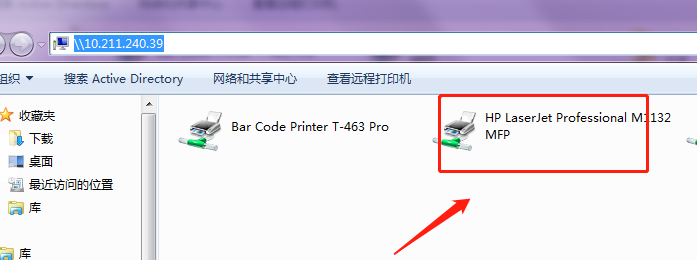 \\10.211.240.39
组织 搜索 Active Directory 网络和共享中心 查看远程打印机
收藏夹
下载
桌面
最近访问的位置
库
库
Bar Code Printer T-463 Pro
HP LaserJet Professional M1132
MFP